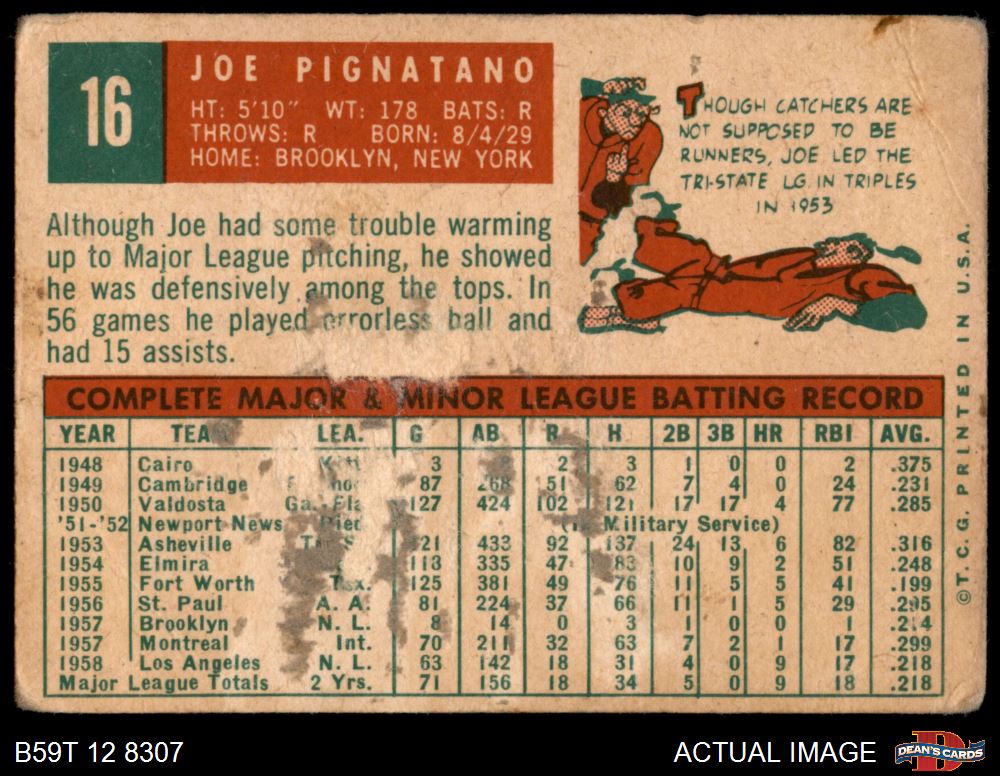 16
JOE PIGNATANO
HT: 5'10" WT: 178 BATS: R
THROWS: R BORN: 8/4/29
HOME: BROOKLYN, NEW YORK
THOUGH CATCHERS ARE
NOT SUPPOSED TO BE
RUNNERS, JOE LED THE
TRI-STATE LG. IN TRIPLES
IN 1953
Although Joe had some trouble warming
up to Major League pitching, he showed
he was defensively among the tops. In
56 games he played errorless ball and
had 15 assists.
COMPLETE MAJOR & MINOR LEAGUE BATTING RECORD
YEAR TEA LEA. G AB R H 2B 3B HR RBI AVG.
1948 Cairo 3 2 3 1 0 0 2 .375
1949 Cambridge 87 268 51 62 7 4 0 24 .231
1950 Valdosta Ga.-Fla 127 424 102 121 17 17 4 77 .285
'51-'52 Newport News Pied. Military Service)
1953 Asheville 121 433 92 137 24 13 6 82 .316
1954 Elmira 113 335 47 83 10 9 2 51 .248
1955 Fort Worth Tex. 125 381 49 76 11 5 5 41 .199
1956 St. Paul A. A. 81 224 37 66 11 1 5 29 .295
1957 Brooklyn N. L. 8 14 0 3 1 0 0 1 .214
1957 Montreal Int. 70 211 32 63 7 2 1 17 .299
1958 Los Angeles N. L. 63 142 18 31 4 0 9 17 .218
Major League Totals 2 Yrs. 71 156 18 34 5 0 9 18 .218
©T.C.G. PRINTED IN U.S.A.
B59T 12 8307
ACTUAL IMAGE
D
DEAN'S CARDS